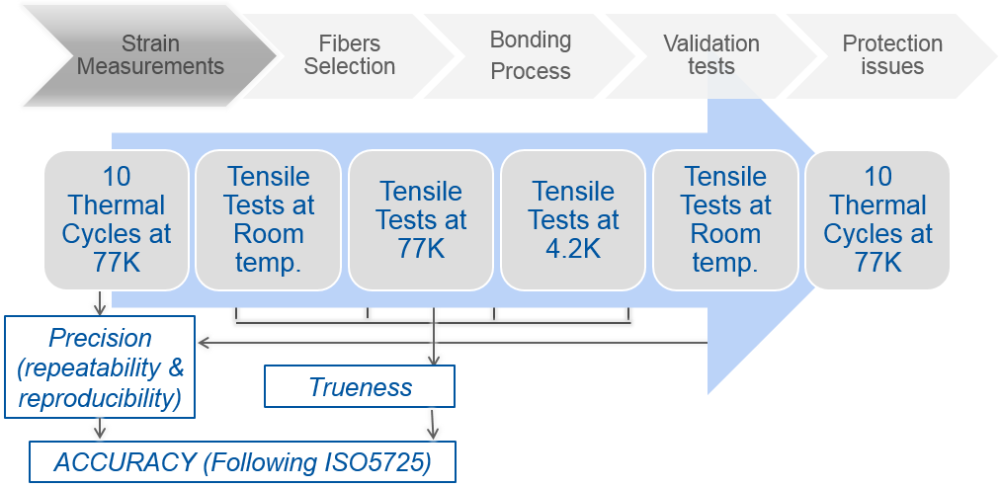 Strain
Measurements
Fibers
Selection
Bonding
Process
Validation
tests
Protection
issues
10
Thermal
Cycles at
77K
Tensile
Tests at
Room
temp.
Tensile
Tests at
77K
Tensile
Tests at
4.2K
Tensile
Tests at
Room
temp.
10
Thermal
Cycles at
77K
Precision
(repeatability &
reproducibility)
Trueness
ACCURACY (Following ISO5725)